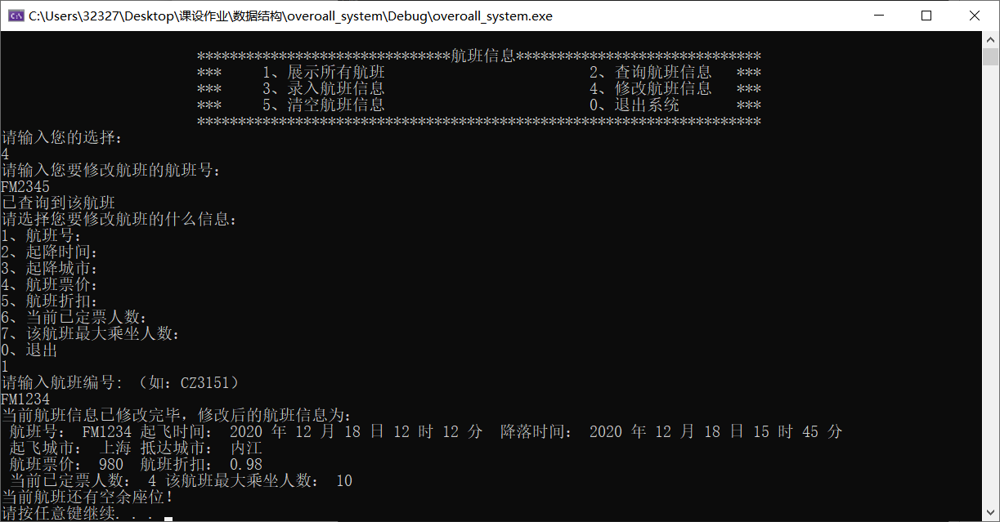 C:\Users\32327\Desktop\课设作业\数据结构\overoall_system\Debug\overoall_system.exe
*******************************航班信息******************************
***     1、展示所有航班                         2、查询航班信息   ***
***     3、录入航班信息                         4、修改航班信息   ***
***     5、清空航班信息                         0、退出系统       ***
*********************************************************************
请输入您的选择：
4
请输入您要修改航班的航班号：
FM2345
已查询到该航班
请选择您要修改航班的什么信息：
1、航班号：
2、起降时间：
3、起降城市：
4、航班票价：
5、航班折扣：
6、当前已定票人数：
7、该航班最大乘坐人数：
0、退出
1
请输入航班编号: （如：CZ3151）
FM1234
当前航班信息已修改完毕，修改后的航班信息为：
航班号： FM1234 起飞时间： 2020 年 12 月 18 日 12 时 12 分  降落时间： 2020 年 12 月 18 日 15 时 45 分
起飞城市： 上海 抵达城市： 内江
航班票价： 980  航班折扣： 0.98
当前已定票人数： 4 该航班最大乘坐人数： 10
当前航班还有空余座位！
请按任意键继续. . .